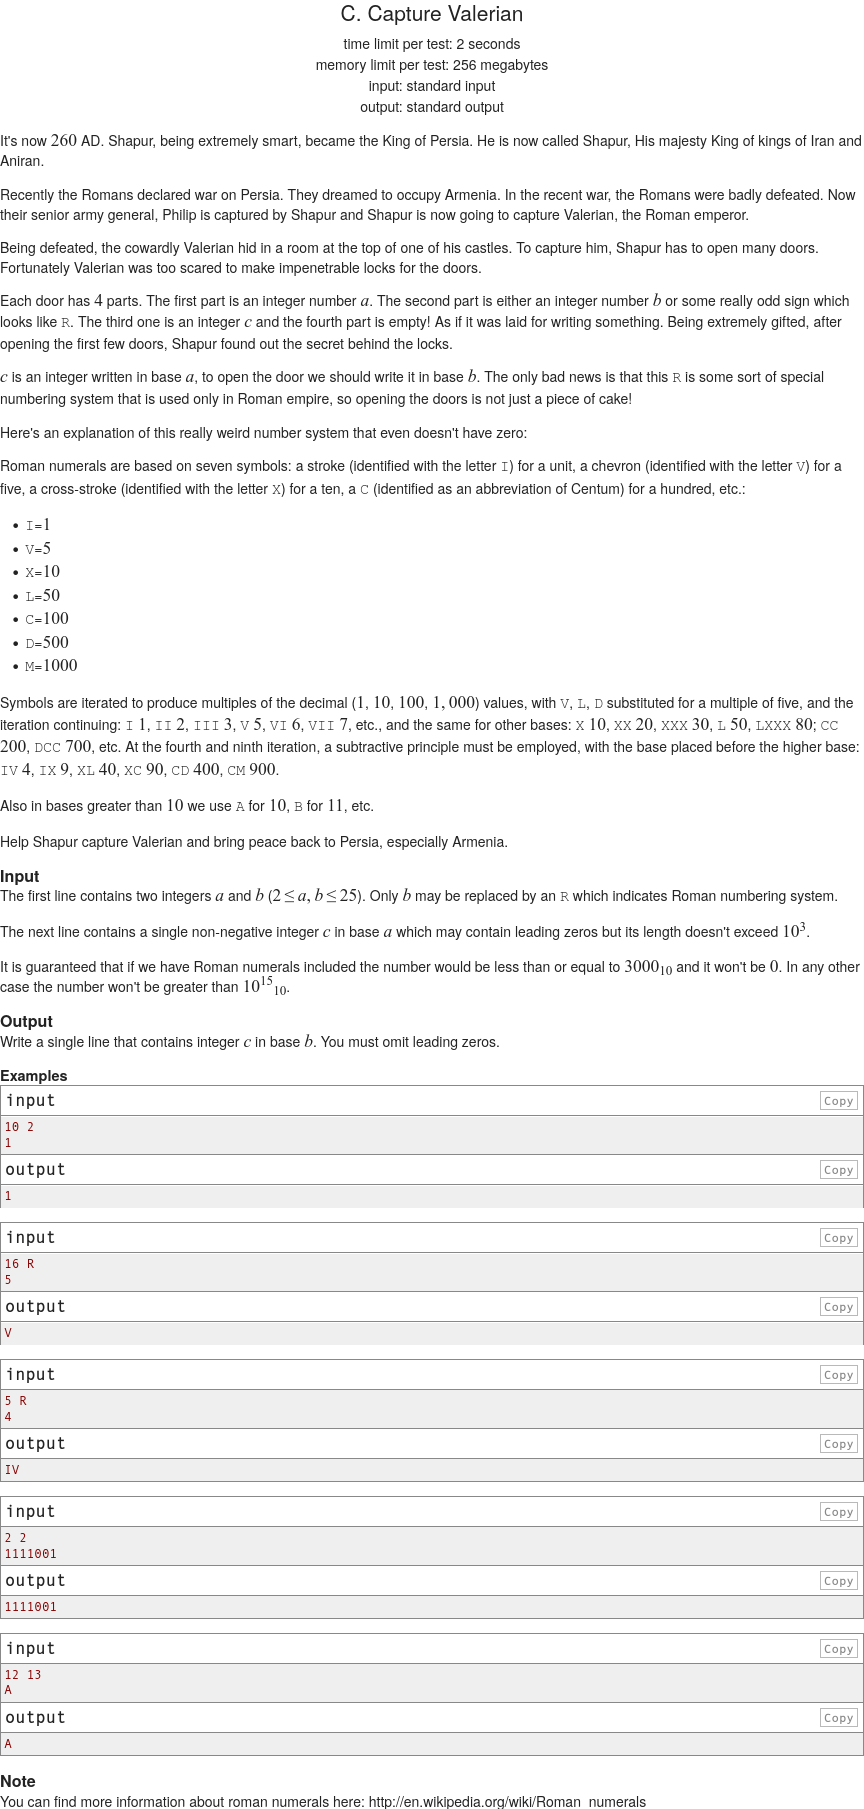 C. Capture Valerian
time limit per test: 2 seconds
memory limit per test: 256 megabytes
input: standard input
output: standard output
It's now 260 AD. Shapur, being extremely smart, became the King of Persia. He is now called Shapur, His majesty King of kings of Iran and
Aniran.
Recently the Romans declared war on Persia. They dreamed to occupy Armenia. In the recent war, the Romans were badly defeated. Now
their senior army general, Philip is captured by Shapur and Shapur is now going to capture Valerian, the Roman emperor.
Being defeated, the cowardly Valerian hid in a room at the top of one of his castles. To capture him, Shapur has to open many doors.
Fortunately Valerian was too scared to make impenetrable locks for the doors.
Each door has 4 parts. The first part is an integer number a. The second part is either an integer number b or some really odd sign which
looks like R. The third one is an integer c and the fourth part is empty! As if it was laid for writing something. Being extremely gifted, after
opening the first few doors, Shapur found out the secret behind the locks.
c is an integer written in base a, to open the door we should write it in base b. The only bad news is that this R is some sort of special
numbering system that is used only in Roman empire, so opening the doors is not just a piece of cake!
Here's an explanation of this really weird number system that even doesn't have zero:
Roman numerals are based on seven symbols: a stroke (identified with the letter I) for a unit, a chevron (identified with the letter V) for a
five, a cross-stroke (identified with the letter X) for a ten, a C (identified as an abbreviation of Centum) for a hundred, etc.:
• I=1
• V=5
• X=10
• L=50
• C=100
• D=500
• M=1000
Symbols are iterated to produce multiples of the decimal (1, 10, 100, 1, 000) values, with V, L, D substituted for a multiple of five, and the
iteration continuing: I 1, II 2, III 3, V 5, VI 6, VII 7, etc., and the same for other bases: X 10, XX 20, XXX 30, L 50, LXXX 80; CC
200, DCC 700, etc. At the fourth and ninth iteration, a subtractive principle must be employed, with the base placed before the higher base:
IV 4, IX 9, XL 40, XC 90, CD 400, CM 900.
Also in bases greater than 10 we use A for 10, B for 11, etc.
Help Shapur capture Valerian and bring peace back to Persia, especially Armenia.
Input
The first line contains two integers a and b (2 ≤ a, b ≤ 25). Only b may be replaced by an R which indicates Roman numbering system.
The next line contains a single non-negative integer c in base a which may contain leading zeros but its length doesn't exceed 10³.
It is guaranteed that if we have Roman numerals included the number would be less than or equal to 3000₁₀ and it won't be 0. In any other
case the number won't be greater than 10¹⁵₁₀.
Output
Write a single line that contains integer c in base b. You must omit leading zeros.
Examples
input Copy
10 2
1
output Copy
1
input Copy
16 R
5
output Copy
V
input Copy
5 R
4
output Copy
IV
input Copy
2 2
1111001
output Copy
1111001
input Copy
12 13
A
output Copy
A
Note
You can find more information about roman numerals here: http://en.wikipedia.org/wiki/Roman_numerals